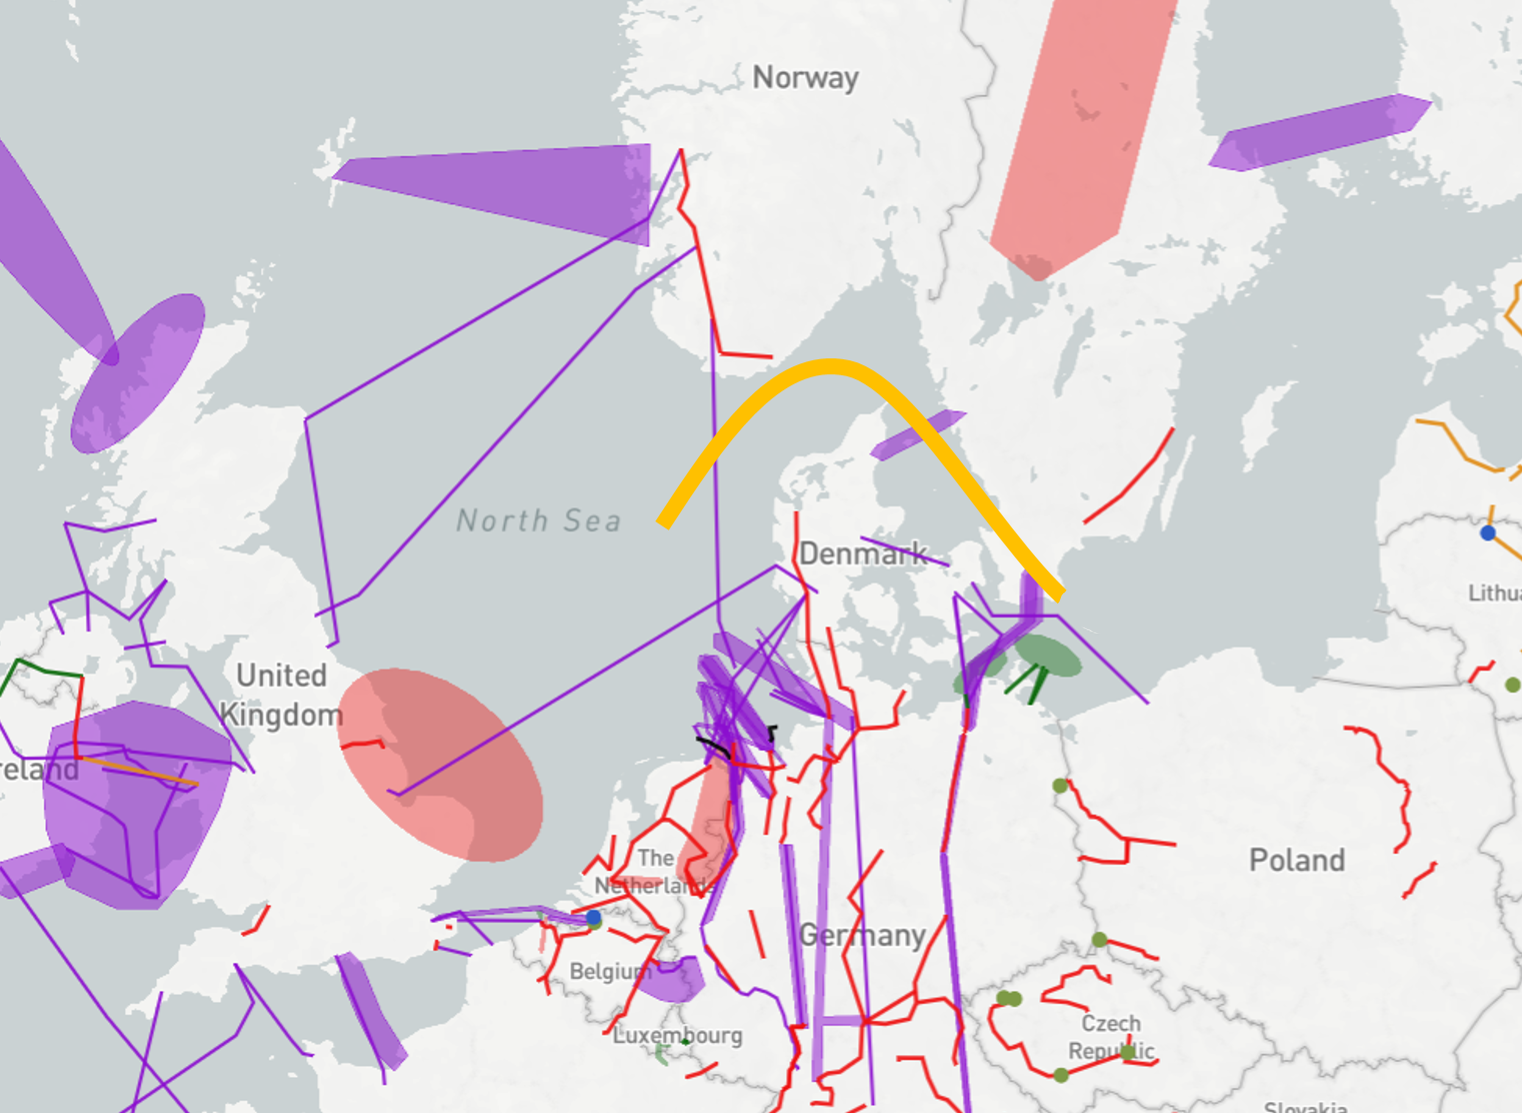 Norway
North Sea
Denmark
Lithua
United
Kingdom
reland
The
Netherlands
Poland
Germany
Belgium
Luxembourg
Czech
Republic
Slovakia